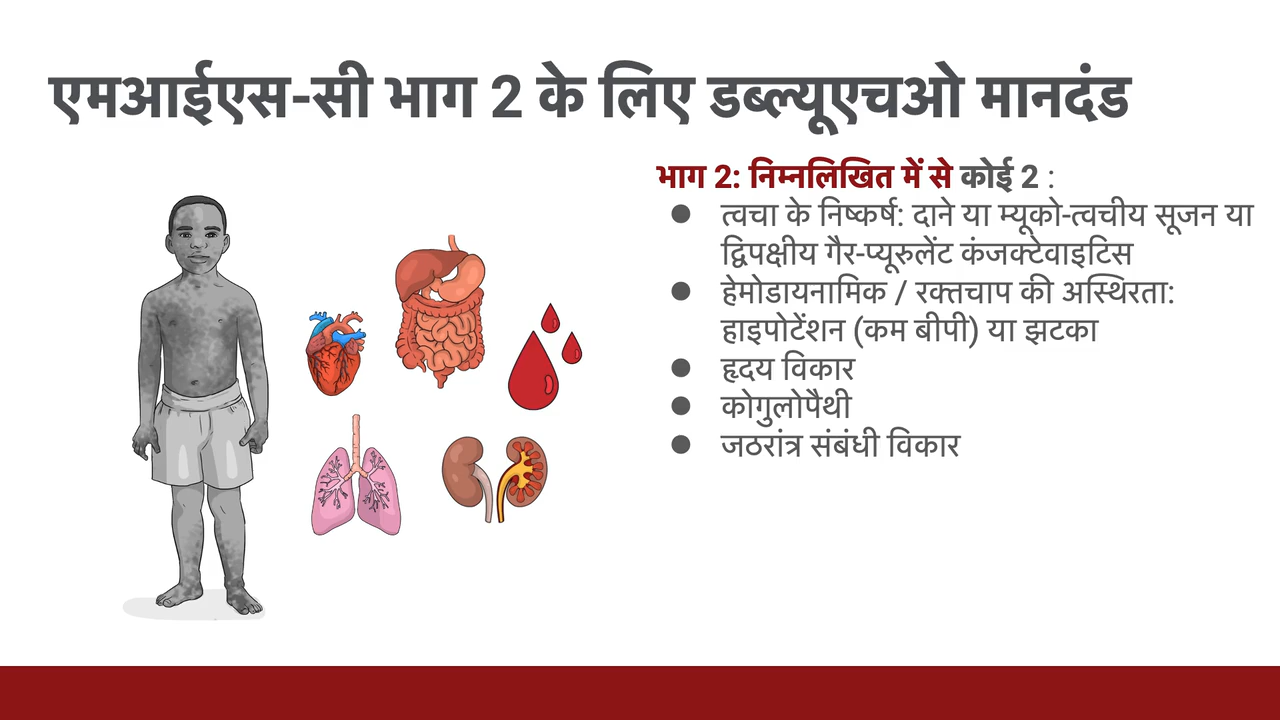 एमआईएस-सी भाग 2 के लिए डब्ल्यूएचओ मानदंड
भाग 2: निम्नलिखित में से कोई 2 :
● त्वचा के निष्कर्ष: दाने या म्यूको-त्वचीय सूजन या
द्विपक्षीय गैर-प्यूरुलेंट कंजक्टेवाइटिस
● हेमोडायनामिक / रक्तचाप की अस्थिरता:
हाइपोटेंशन (कम बीपी) या झटका
● हृदय विकार
● कोगुलोपैथी
● जठरांत्र संबंधी विकार